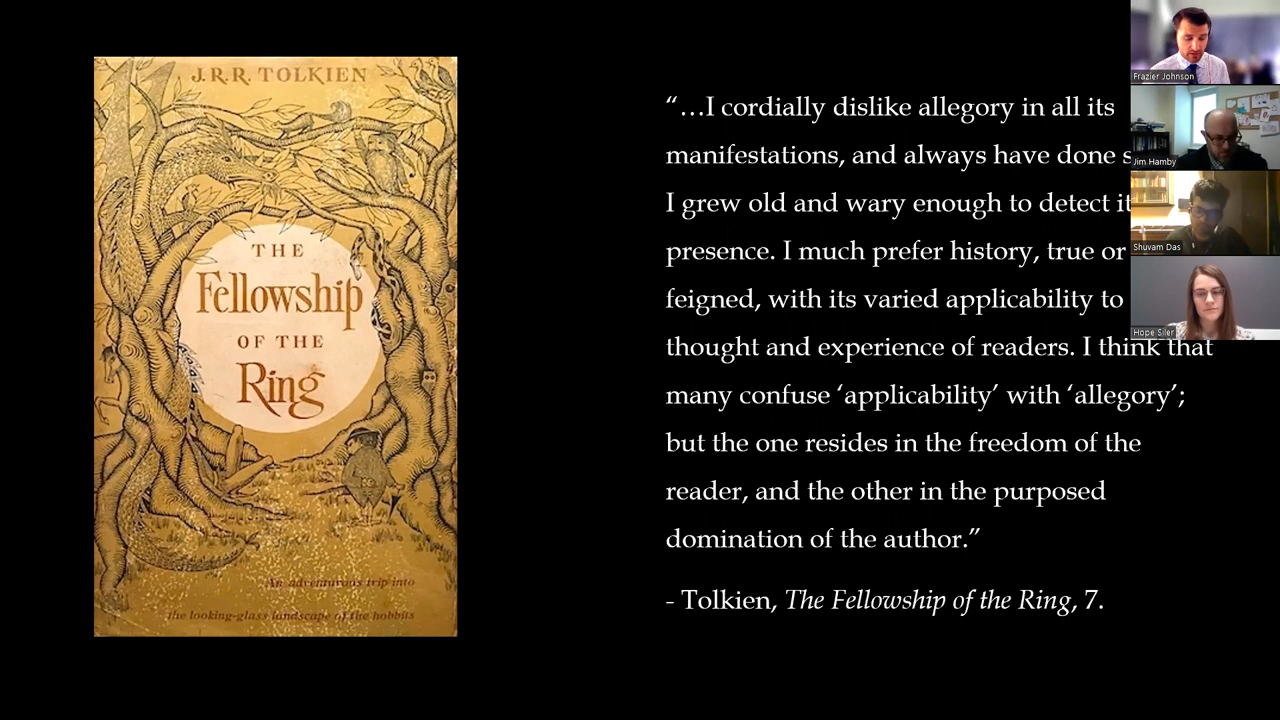 J.R.R. TOLKIEN
THE
Fellowship
OF THE
Ring
An adventurous trip into
the looking-glass landscape of the hobbits
“…I cordially dislike allegory in all its
manifestations, and always have done s
I grew old and wary enough to detect it
presence. I much prefer history, true or
feigned, with its varied applicability to
thought and experience of readers. I think that
many confuse ‘applicability’ with ‘allegory’;
but the one resides in the freedom of the
reader, and the other in the purposed
domination of the author.”
- Tolkien, The Fellowship of the Ring, 7.
Frazier Johnson
Jim Hamby
Shuvam Das
Hope Siler